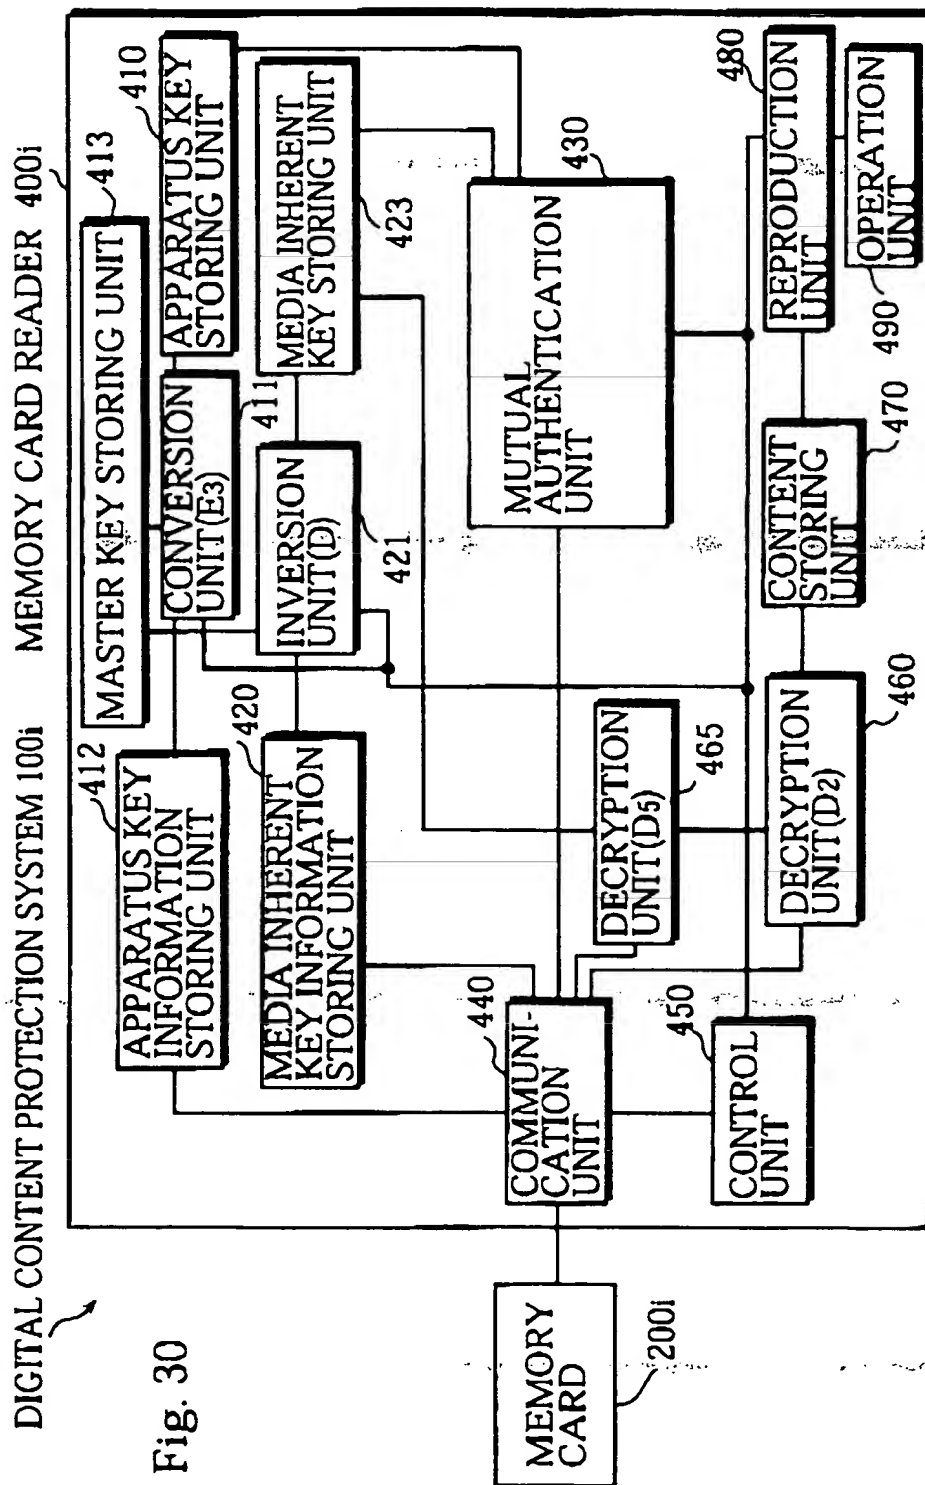 DIGITAL CONTENT PROTECTION SYSTEM 100i
MEMORY CARD READER 400i
Fig. 30
MASTER KEY STORING UNIT
413
APPARATUS KEY
INFORMATION
STORING UNIT
412
CONVERSION
UNIT(E3)
411
APPARATUS KEY
STORING UNIT
410
MEDIA INHERENT
KEY INFORMATION
STORING UNIT
420
INVERSION
UNIT(D)
421
MEDIA INHERENT
KEY STORING UNIT
423
MEMORY
CARD
200i
COMMUNI-
CATION
UNIT
440
MUTUAL
AUTHENTICATION
UNIT
430
DECRYPTION
UNIT(D5)
465
CONTROL
UNIT
450
DECRYPTION
UNIT(D2)
460
CONTENT
STORING
UNIT
470
REPRODUCTION
UNIT
480
OPERATION
UNIT
490